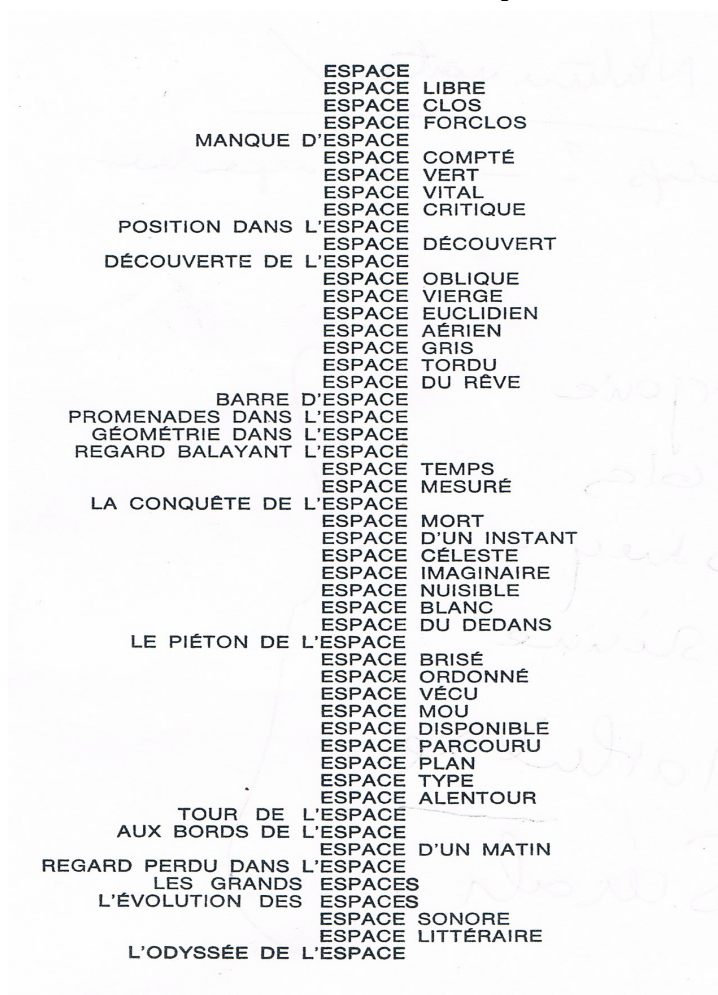 ESPACE
ESPACE LIBRE
ESPACE CLOS
ESPACE FORCLOS
MANQUE D'ESPACE
ESPACE COMPTÉ
ESPACE VERT
ESPACE VITAL
ESPACE CRITIQUE
POSITION DANS L'ESPACE
ESPACE DÉCOUVERT
DÉCOUVERTE DE L'ESPACE
ESPACE OBLIQUE
ESPACE VIERGE
ESPACE EUCLIDIEN
ESPACE AÉRIEN
ESPACE GRIS
ESPACE TORDU
ESPACE DU RÊVE
BARRE D'ESPACE
PROMENADES DANS L'ESPACE
GÉOMÉTRIE DANS L'ESPACE
REGARD BALAYANT L'ESPACE
ESPACE TEMPS
ESPACE MESURÉ
LA CONQUÊTE DE L'ESPACE
ESPACE MORT
ESPACE D'UN INSTANT
ESPACE CÉLESTE
ESPACE IMAGINAIRE
ESPACE NUISIBLE
ESPACE BLANC
ESPACE DU DEDANS
LE PIÉTON DE L'ESPACE
ESPACE BRISÉ
ESPACE ORDONNÉ
ESPACE VÉCU
ESPACE MOU
ESPACE DISPONIBLE
ESPACE PARCOURU
ESPACE PLAN
ESPACE TYPE
ESPACE ALENTOUR
TOUR DE L'ESPACE
AUX BORDS DE L'ESPACE
ESPACE D'UN MATIN
REGARD PERDU DANS L'ESPACE
LES GRANDS ESPACES
L'ÉVOLUTION DES ESPACES
ESPACE SONORE
ESPACE LITTÉRAIRE
L'ODYSSÉE DE L'ESPACE